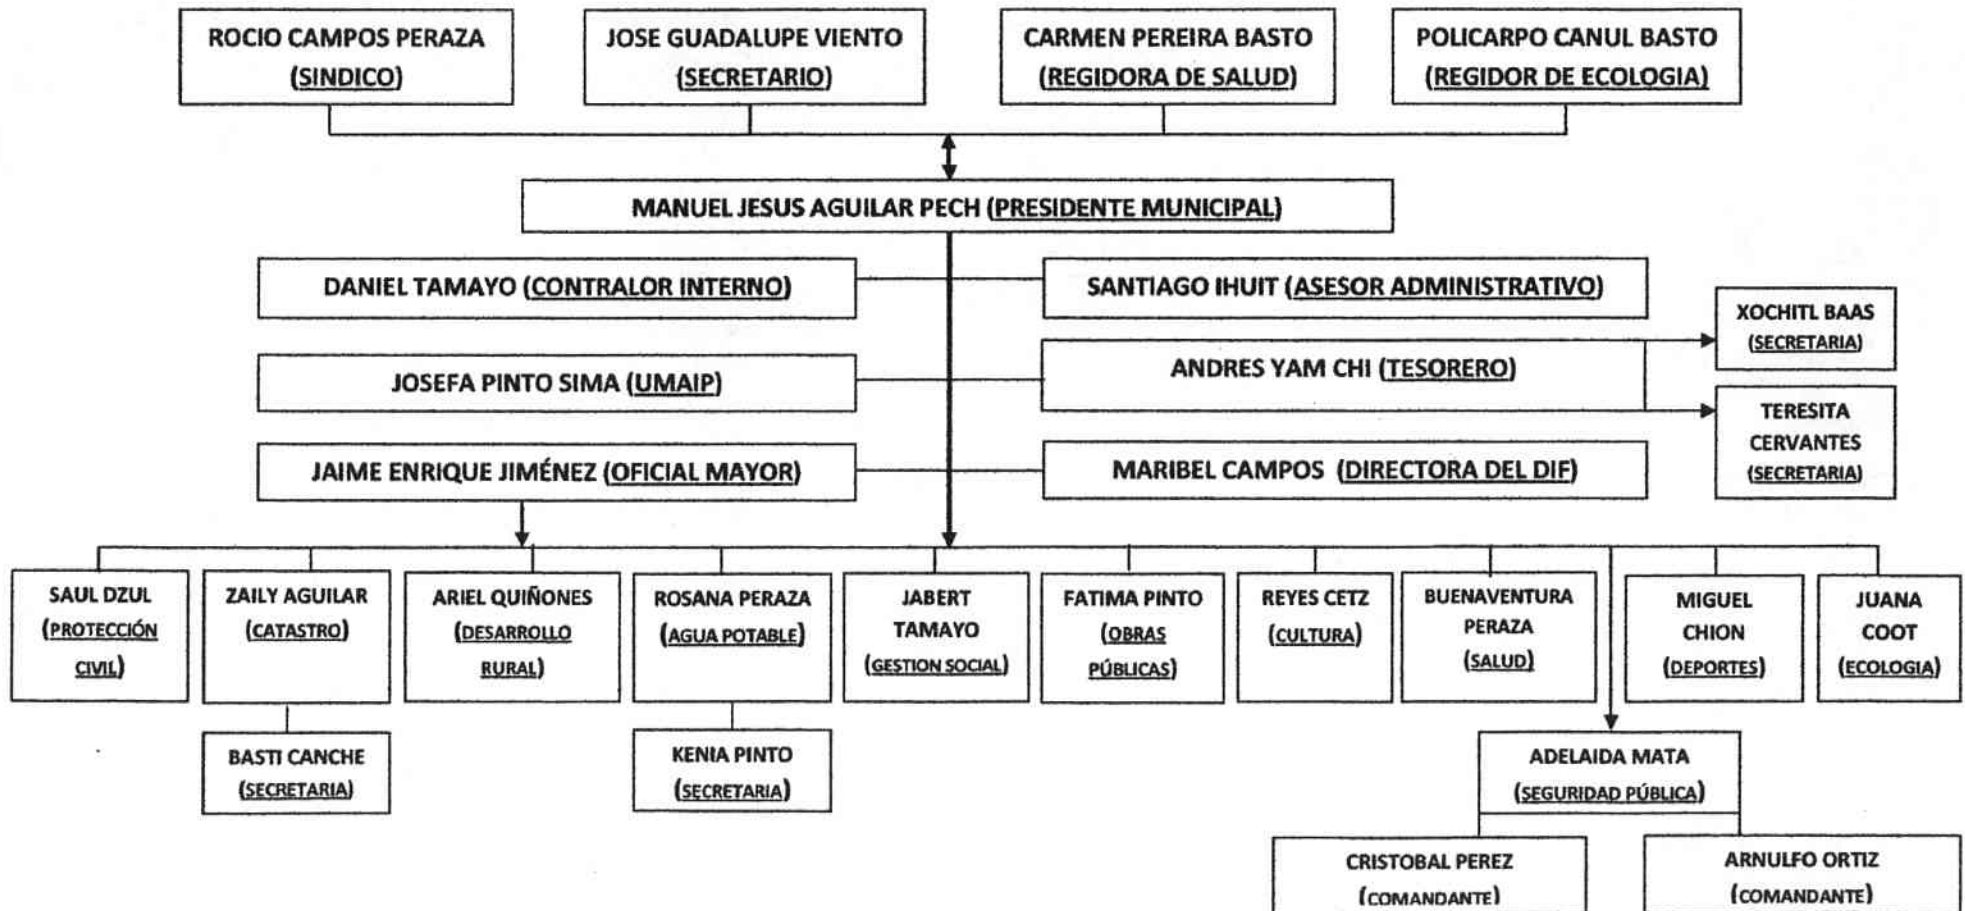 ROCIO CAMPOS PERAZA
(SINDICO)
JOSE GUADALUPE VIENTO
(SECRETARIO)
CARMEN PEREIRA BASTO
(REGIDORA DE SALUD)
POLICARPO CANUL BASTO
(REGIDOR DE ECOLOGIA)
MANUEL JESUS AGUILAR PECH (PRESIDENTE MUNICIPAL)
DANIEL TAMAYO (CONTRALOR INTERNO)
SANTIAGO IHUIT (ASESOR ADMINISTRATIVO)
JOSEFA PINTO SIMA (UMAIP)
ANDRES YAM CHI (TESORERO)
XOCHITL BAAS
(SECRETARIA)
TERESITA
CERVANTES
(SECRETARIA)
JAIME ENRIQUE JIMÉNEZ (OFICIAL MAYOR)
MARIBEL CAMPOS (DIRECTORA DEL DIF)
SAUL DZUL
(PROTECCIÓN
CIVIL)
ZAILY AGUILAR
(CATASTRO)
ARIEL QUIÑONES
(DESARROLLO
RURAL)
ROSANA PERAZA
(AGUA POTABLE)
JABERT
TAMAYO
(GESTION SOCIAL)
FATIMA PINTO
(OBRAS
PÚBLICAS)
REYES CETZ
(CULTURA)
BUENAVENTURA
PERAZA
(SALUD)
MIGUEL
CHION
(DEPORTES)
JUANA
COOT
(ECOLOGIA)
BASTI CANCHE
(SECRETARIA)
KENIA PINTO
(SECRETARIA)
ADELAIDA MATA
(SEGURIDAD PÚBLICA)
CRISTOBAL PEREZ
(COMANDANTE)
ARNULFO ORTIZ
(COMANDANTE)